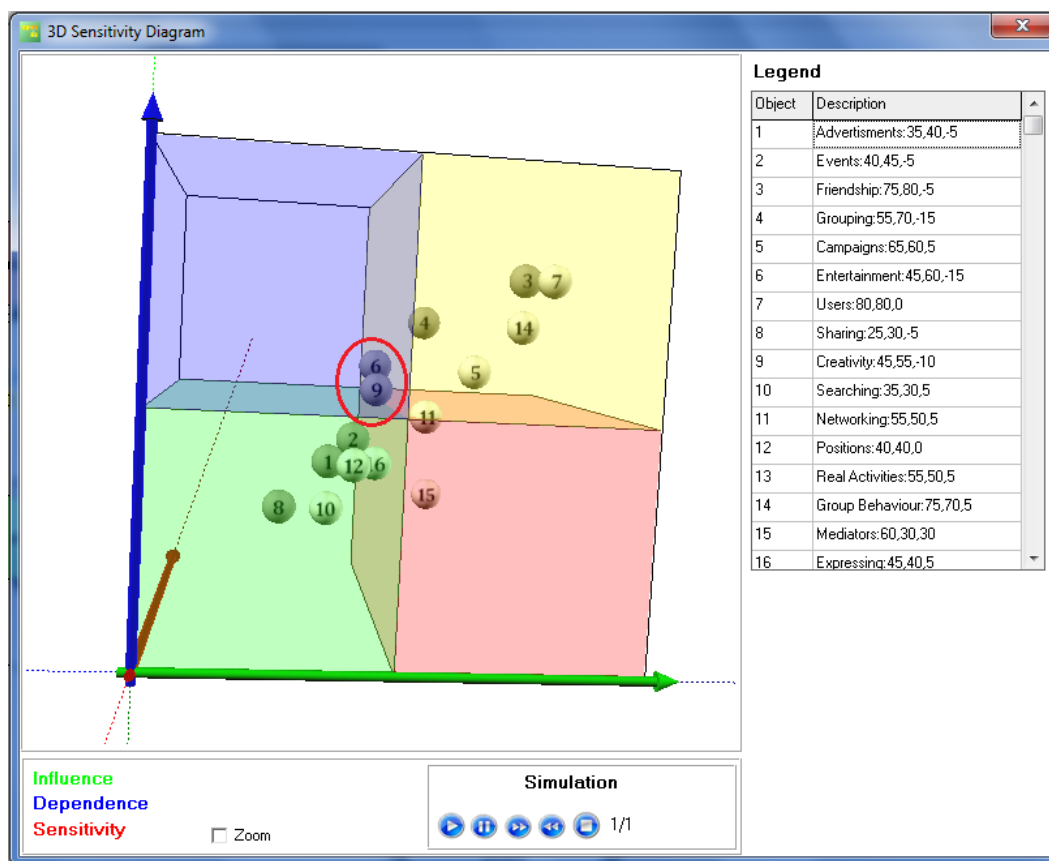 3D Sensitivity Diagram
3 7
4 14
6 5
9
11
2
1 12 16
15
8 10
Legend
Object Description
1 Advertisments:35,40,-5
2 Events:40,45,-5
3 Friendship:75,80,-5
4 Grouping:55,70,-15
5 Campaigns:65,60,5
6 Entertainment:45,60,-15
7 Users:80,80,0
8 Sharing:25,30,-5
9 Creativity:45,55,-10
10 Searching:35,30,5
11 Networking:55,50,5
12 Positions:40,40,0
13 Real Activities:55,50,5
14 Group Behaviour:75,70,5
15 Mediators:60,30,30
16 Expressing:45,40,5
Influence
Dependence
Sensitivity
Zoom
Simulation
1/1